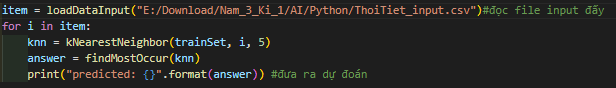 item = loadDataInput("E:/Download/Nam_3_Ki_1/AI/Python/ThoiTiet_input.csv")#đọc file input đấy
for i in item:
    knn = kNearestNeighbor(trainSet, i, 5)
    answer = findMostOccur(knn)
    print("predicted: {}".format(answer)) #đưa ra dự đoán